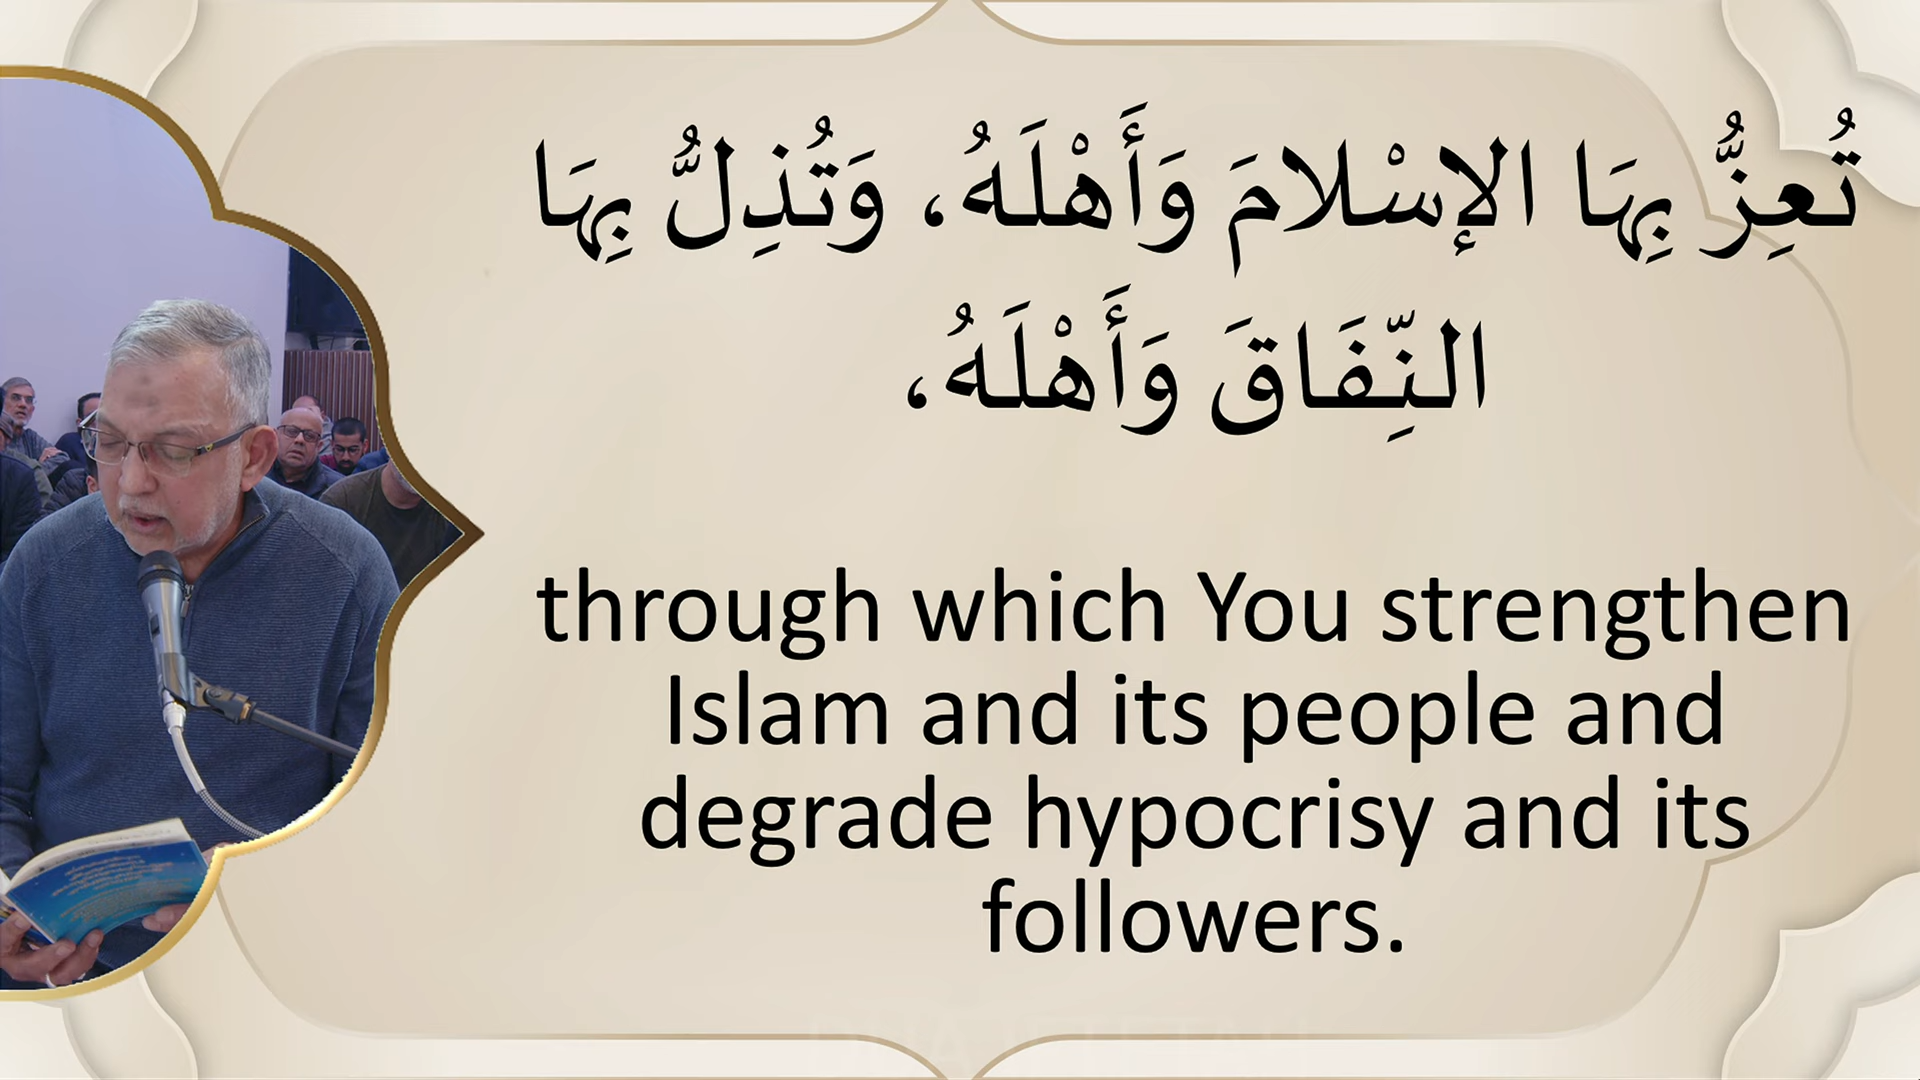 تُعِزُّ بِهَا الإِسْلامَ وَأَهْلَهُ، وَتُذِلُّ بِهَا
النِّفَاقَ وَأَهْلَهُ،
through which You strengthen
Islam and its people and
degrade hypocrisy and its
followers.